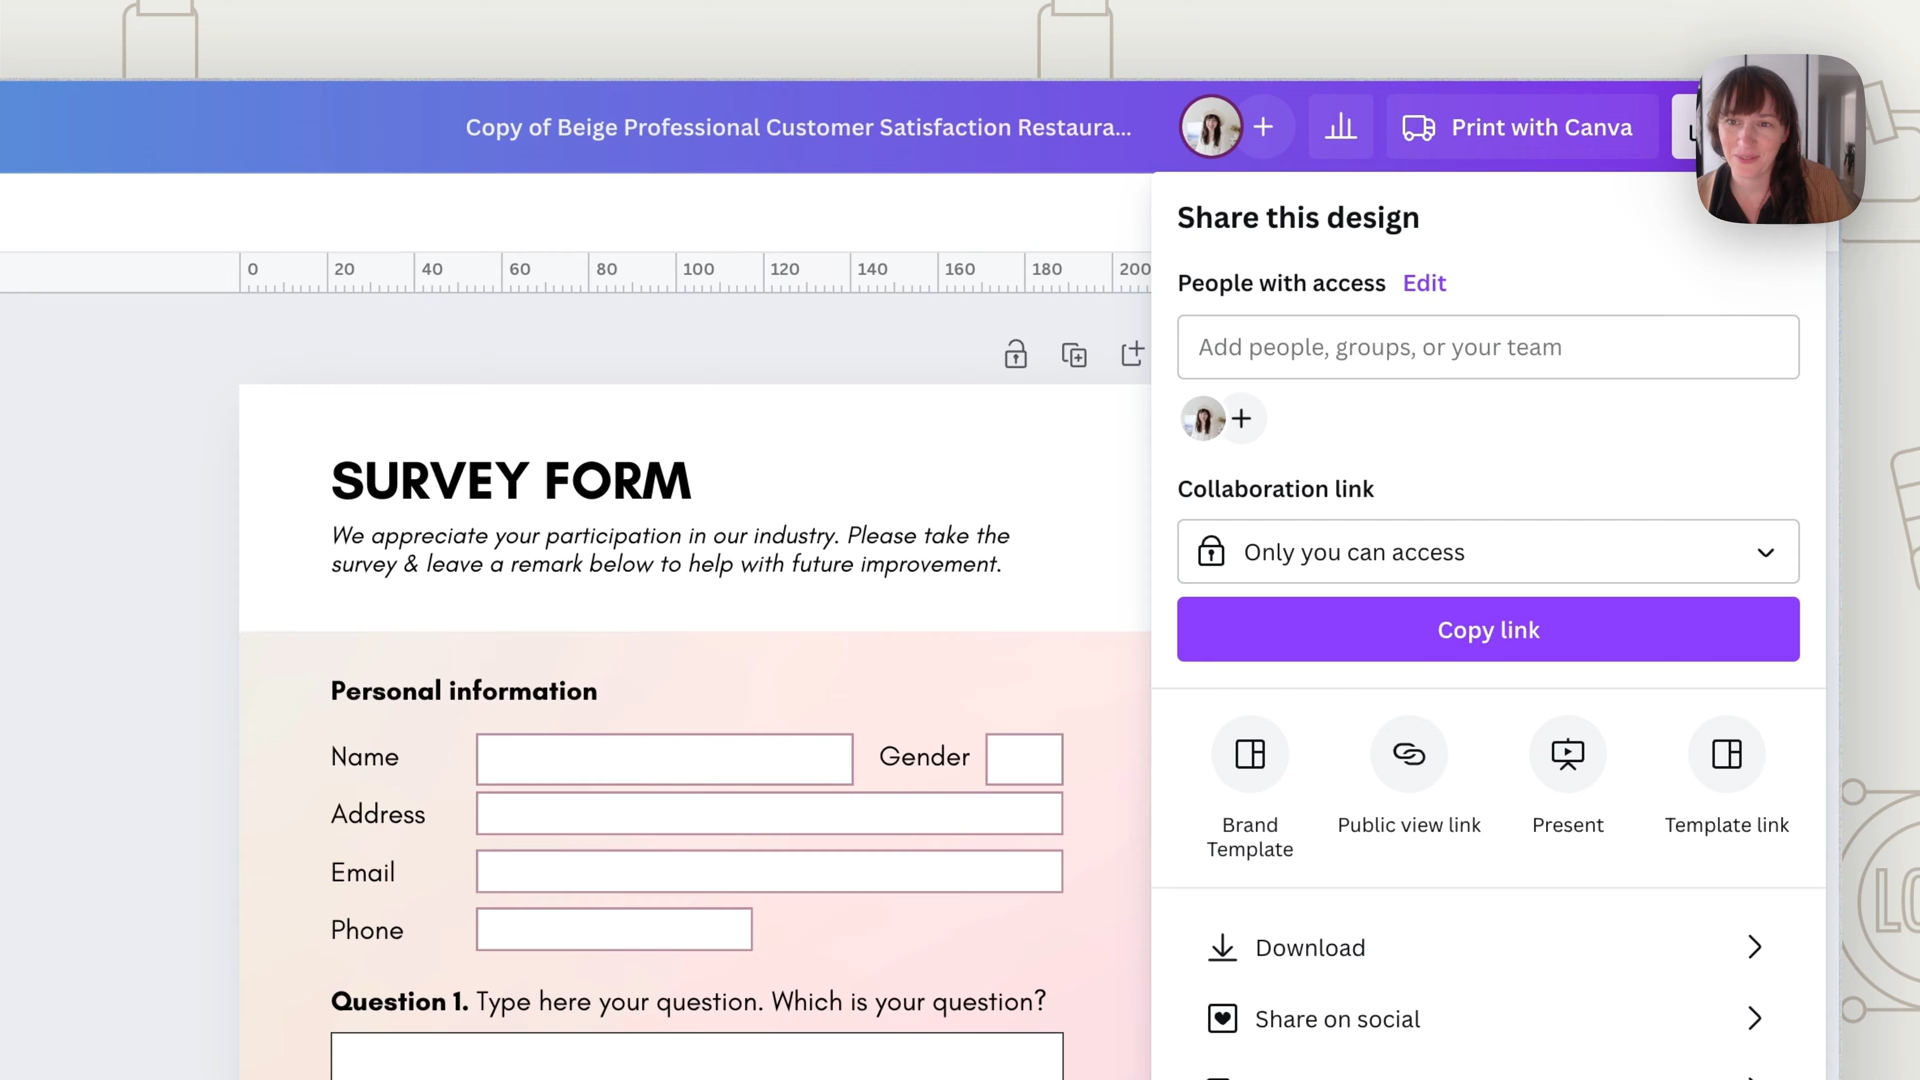 Copy of Beige Professional Customer Satisfaction Restaura...
Print with Canva
Share this design
People with access Edit
Add people, groups, or your team
Collaboration link
Only you can access
Copy link
Brand
Template
Public view link
Present
Template link
Download
Share on social
0 20 40 60 80 100 120 140 160 180 200
SURVEY FORM
We appreciate your participation in our industry. Please take the
survey & leave a remark below to help with future improvement.
Personal information
Name
Gender
Address
Email
Phone
Question 1. Type here your question. Which is your question?